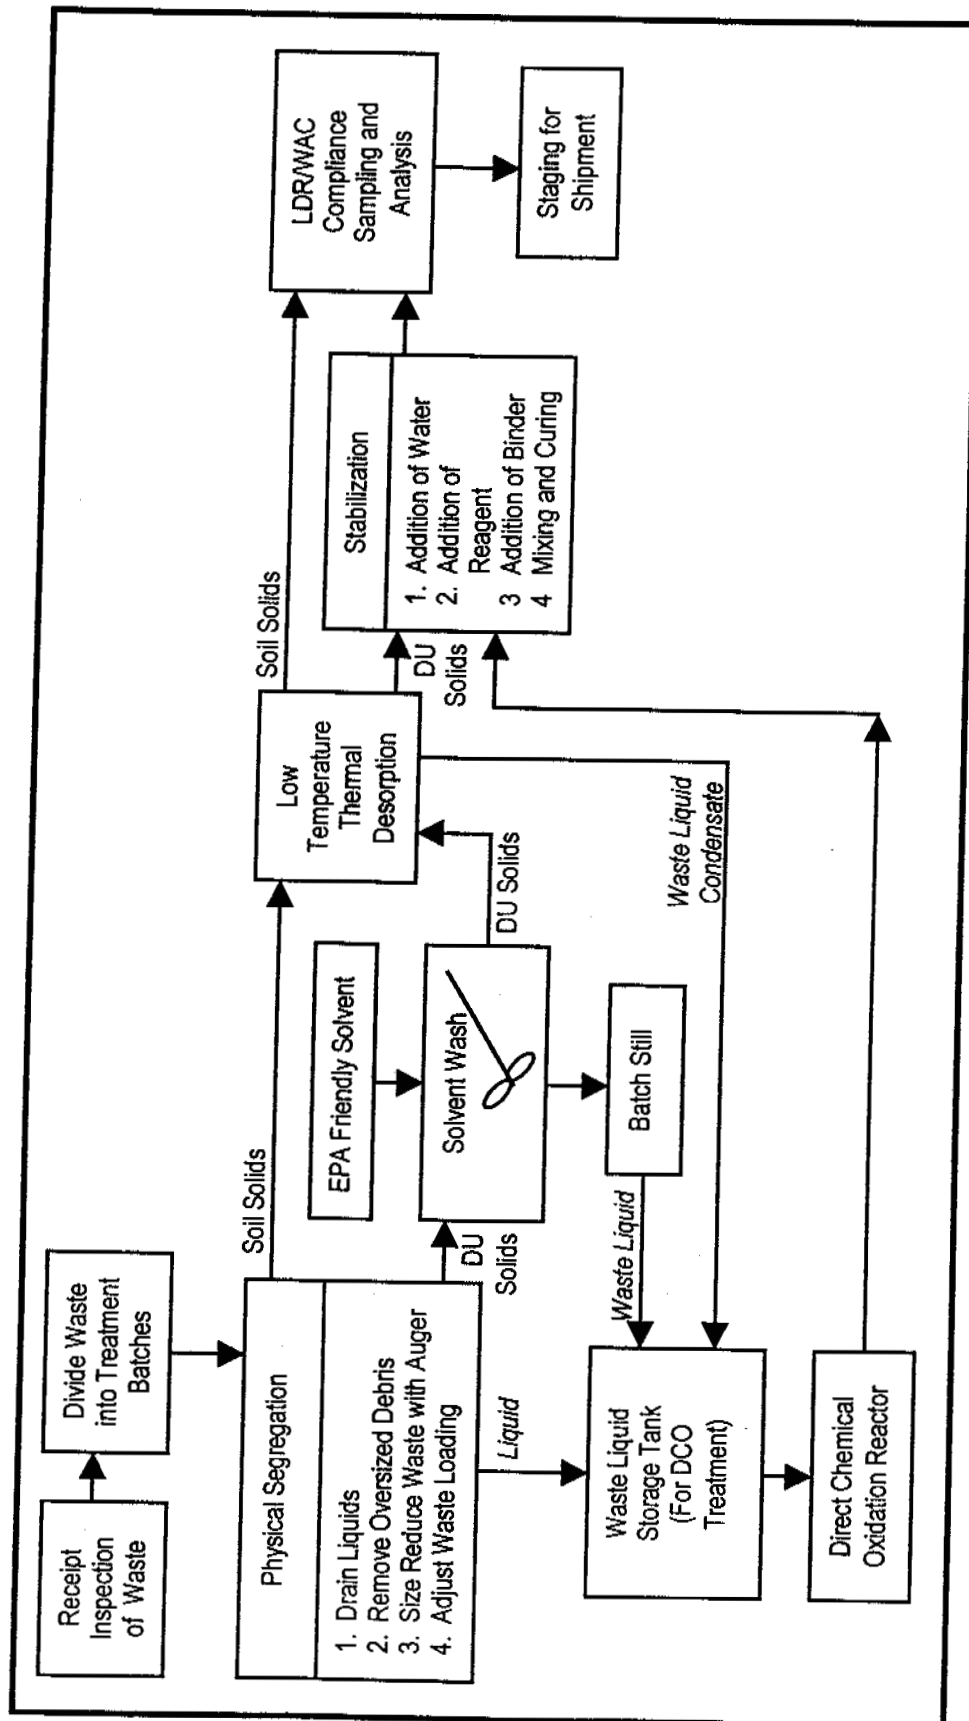 Receipt
Inspection
of Waste
Divide Waste
into Treatment
Batches
Physical Segregation
1. Drain Liquids
2. Remove Oversized Debris
3. Size Reduce Waste with Auger
4. Adjust Waste Loading
Soil Solids
DU
Solids
Liquid
EPA Friendly Solvent
Solvent Wash
DU Solids
Batch Still
Waste Liquid
Waste Liquid
Storage Tank
(For DCO
Treatment)
Direct Chemical
Oxidation Reactor
Low
Temperature
Thermal
Desorption
Waste Liquid
Condensate
Soil Solids
DU
Solids
Stabilization
1. Addition of Water
2. Addition of
Reagent
3 Addition of Binder
4 Mixing and Curing
LDR/WAC
Compliance
Sampling and
Analysis
Staging for
Shipment